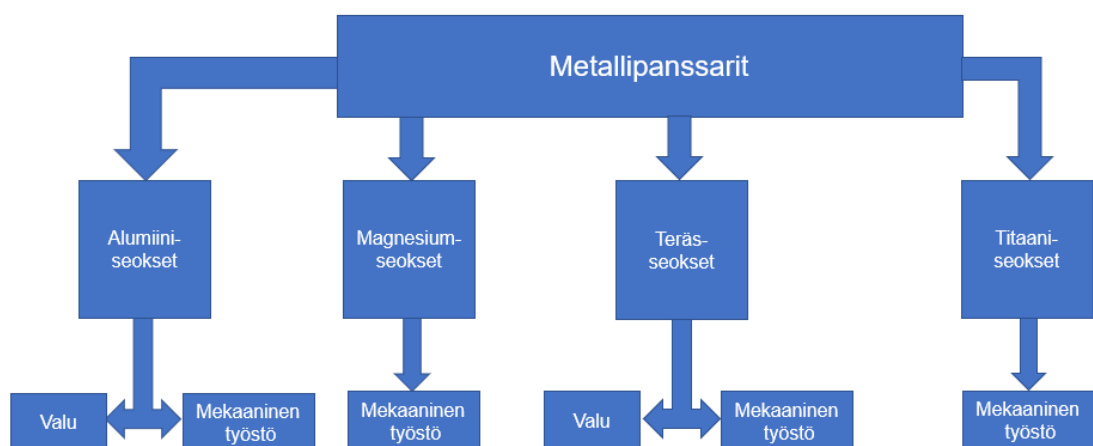 Metallipanssarit
Alumiini-
seokset
Magnesium-
seokset
Teräs-
seokset
Titaani-
seokset
Valu
Mekaaninen
työstö
Mekaaninen
työstö
Valu
Mekaaninen
työstö
Mekaaninen
työstö